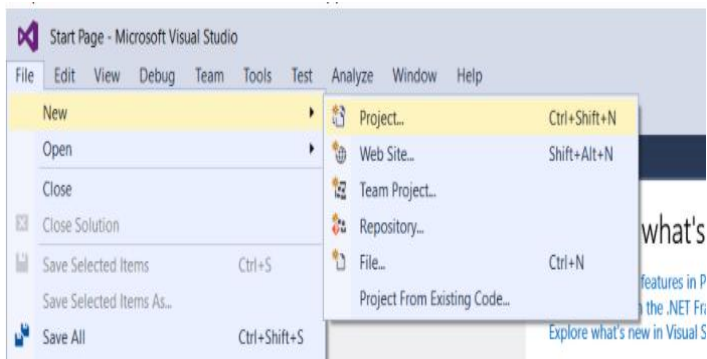 Start Page - Microsoft Visual Studio
File Edit View Debug Team Tools Test Analyze Window Help
New
Open
Close
Close Solution
Save Selected Items Ctrl+S
Save Selected Items As...
Save All Ctrl+Shift+S
Project... Ctrl+Shift+N
Web Site... Shift+Alt+N
Team Project...
Repository...
File... Ctrl+N
Project From Existing Code...
what's
features in
the .NET
Explore what's new in Visual